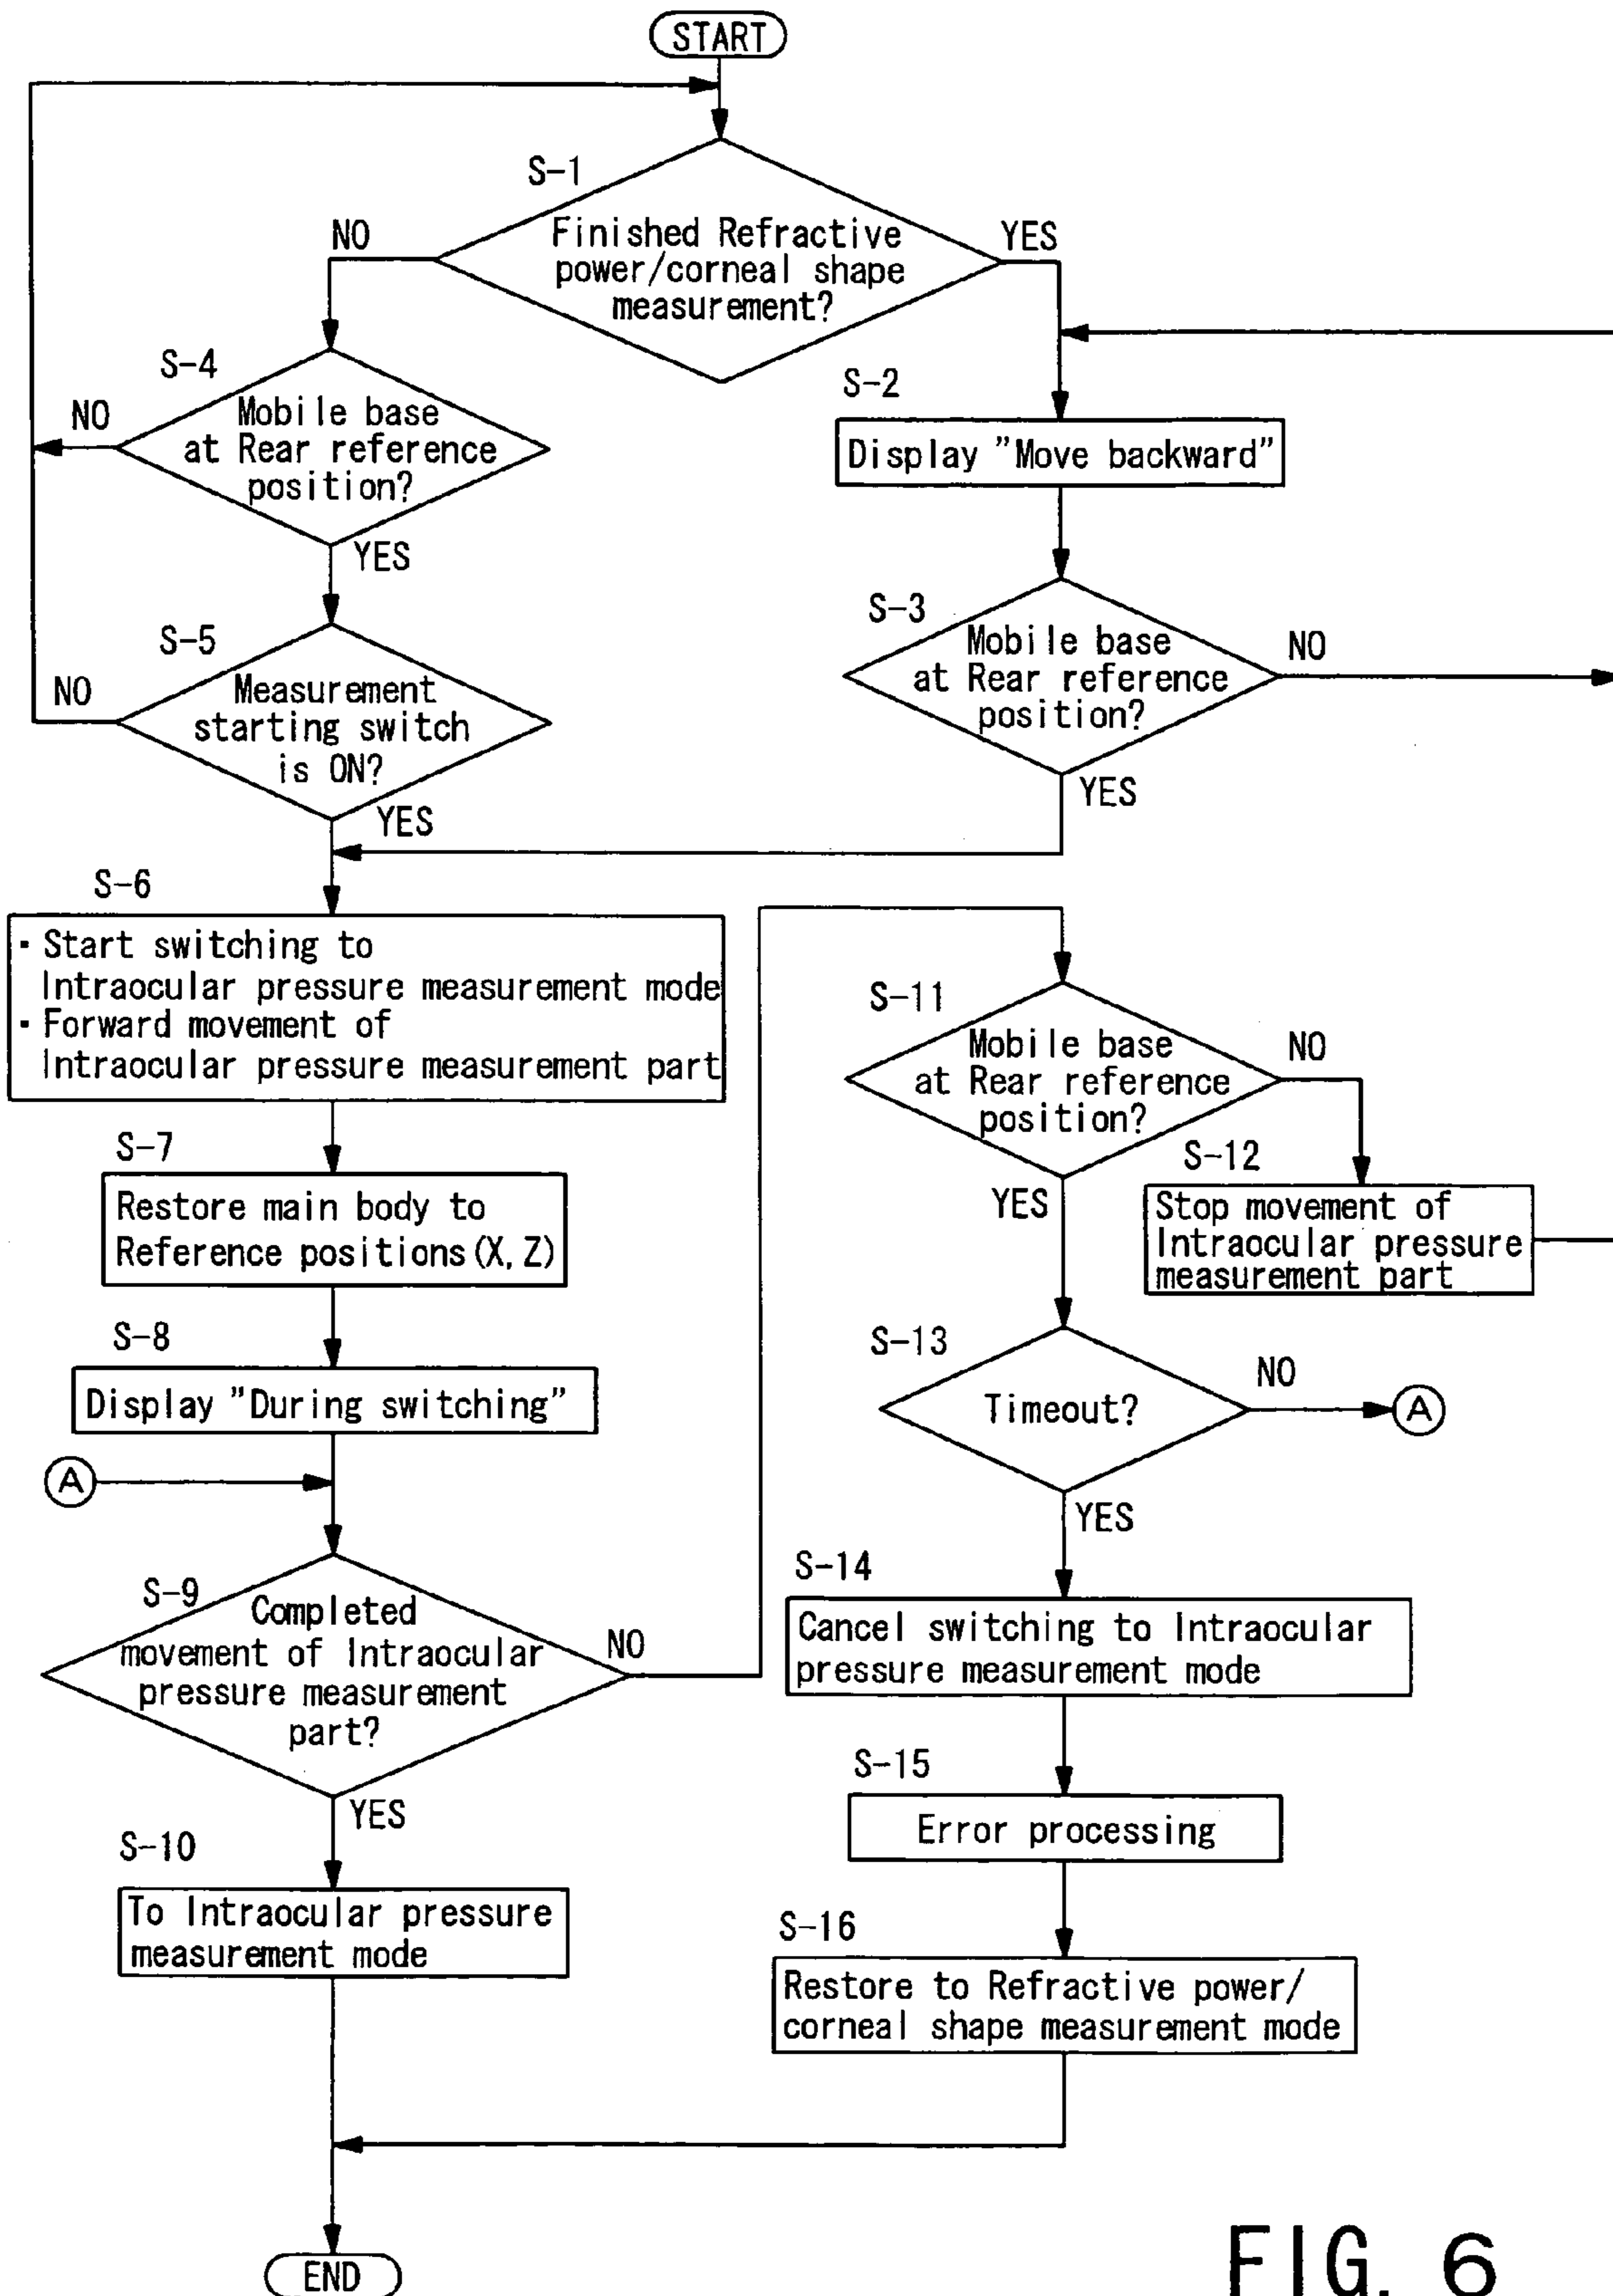 START
S-1
Finished Refractive
power/corneal shape
measurement?
NO
YES
S-4
Mobile base
at Rear reference
position?
NO
YES
S-2
Display "Move backward"
S-3
Mobile base
at Rear reference
position?
NO
YES
S-5
Measurement
starting switch
is ON?
NO
YES
S-6
· Start switching to
Intraocular pressure measurement mode
· Forward movement of
Intraocular pressure measurement part
S-7
Restore main body to
Reference positions(X, Z)
S-8
Display "During switching"
A
S-9
Completed
movement of Intraocular
pressure measurement
part?
NO
YES
S-10
To Intraocular pressure
measurement mode
S-11
Mobile base
at Rear reference
position?
NO
YES
S-12
Stop movement of
Intraocular pressure
measurement part
S-13
Timeout?
NO
A
YES
S-14
Cancel switching to Intraocular
pressure measurement mode
S-15
Error processing
S-16
Restore to Refractive power/
corneal shape measurement mode
END
FIG. 6